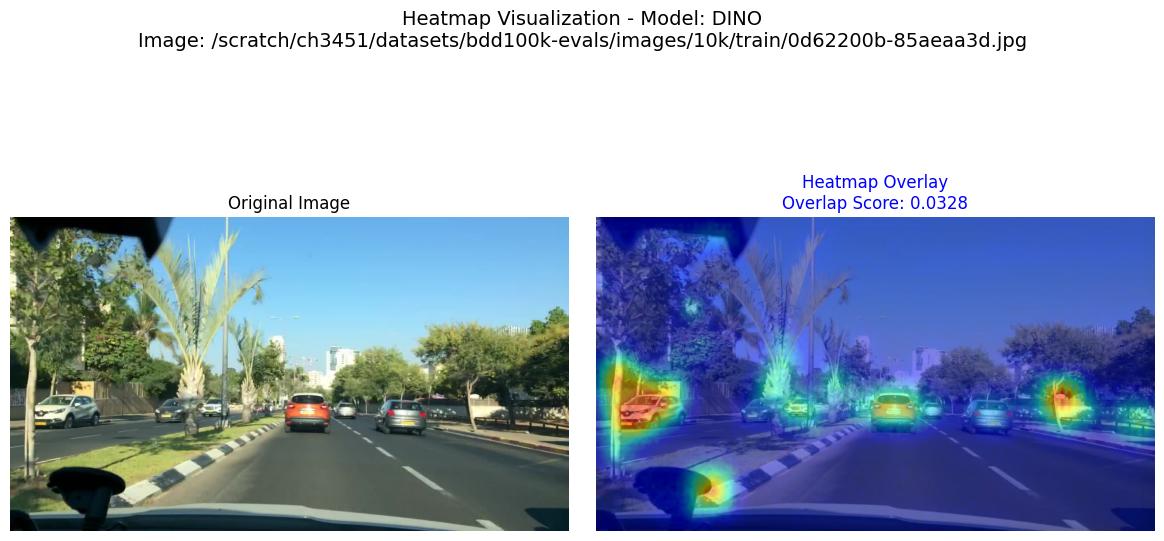 Heatmap Visualization - Model: DINO
Image: /scratch/ch3451/datasets/bdd100k-evals/images/10k/train/0d62200b-85aeaa3d.jpg
Original Image
Heatmap Overlay
Overlap Score: 0.0328